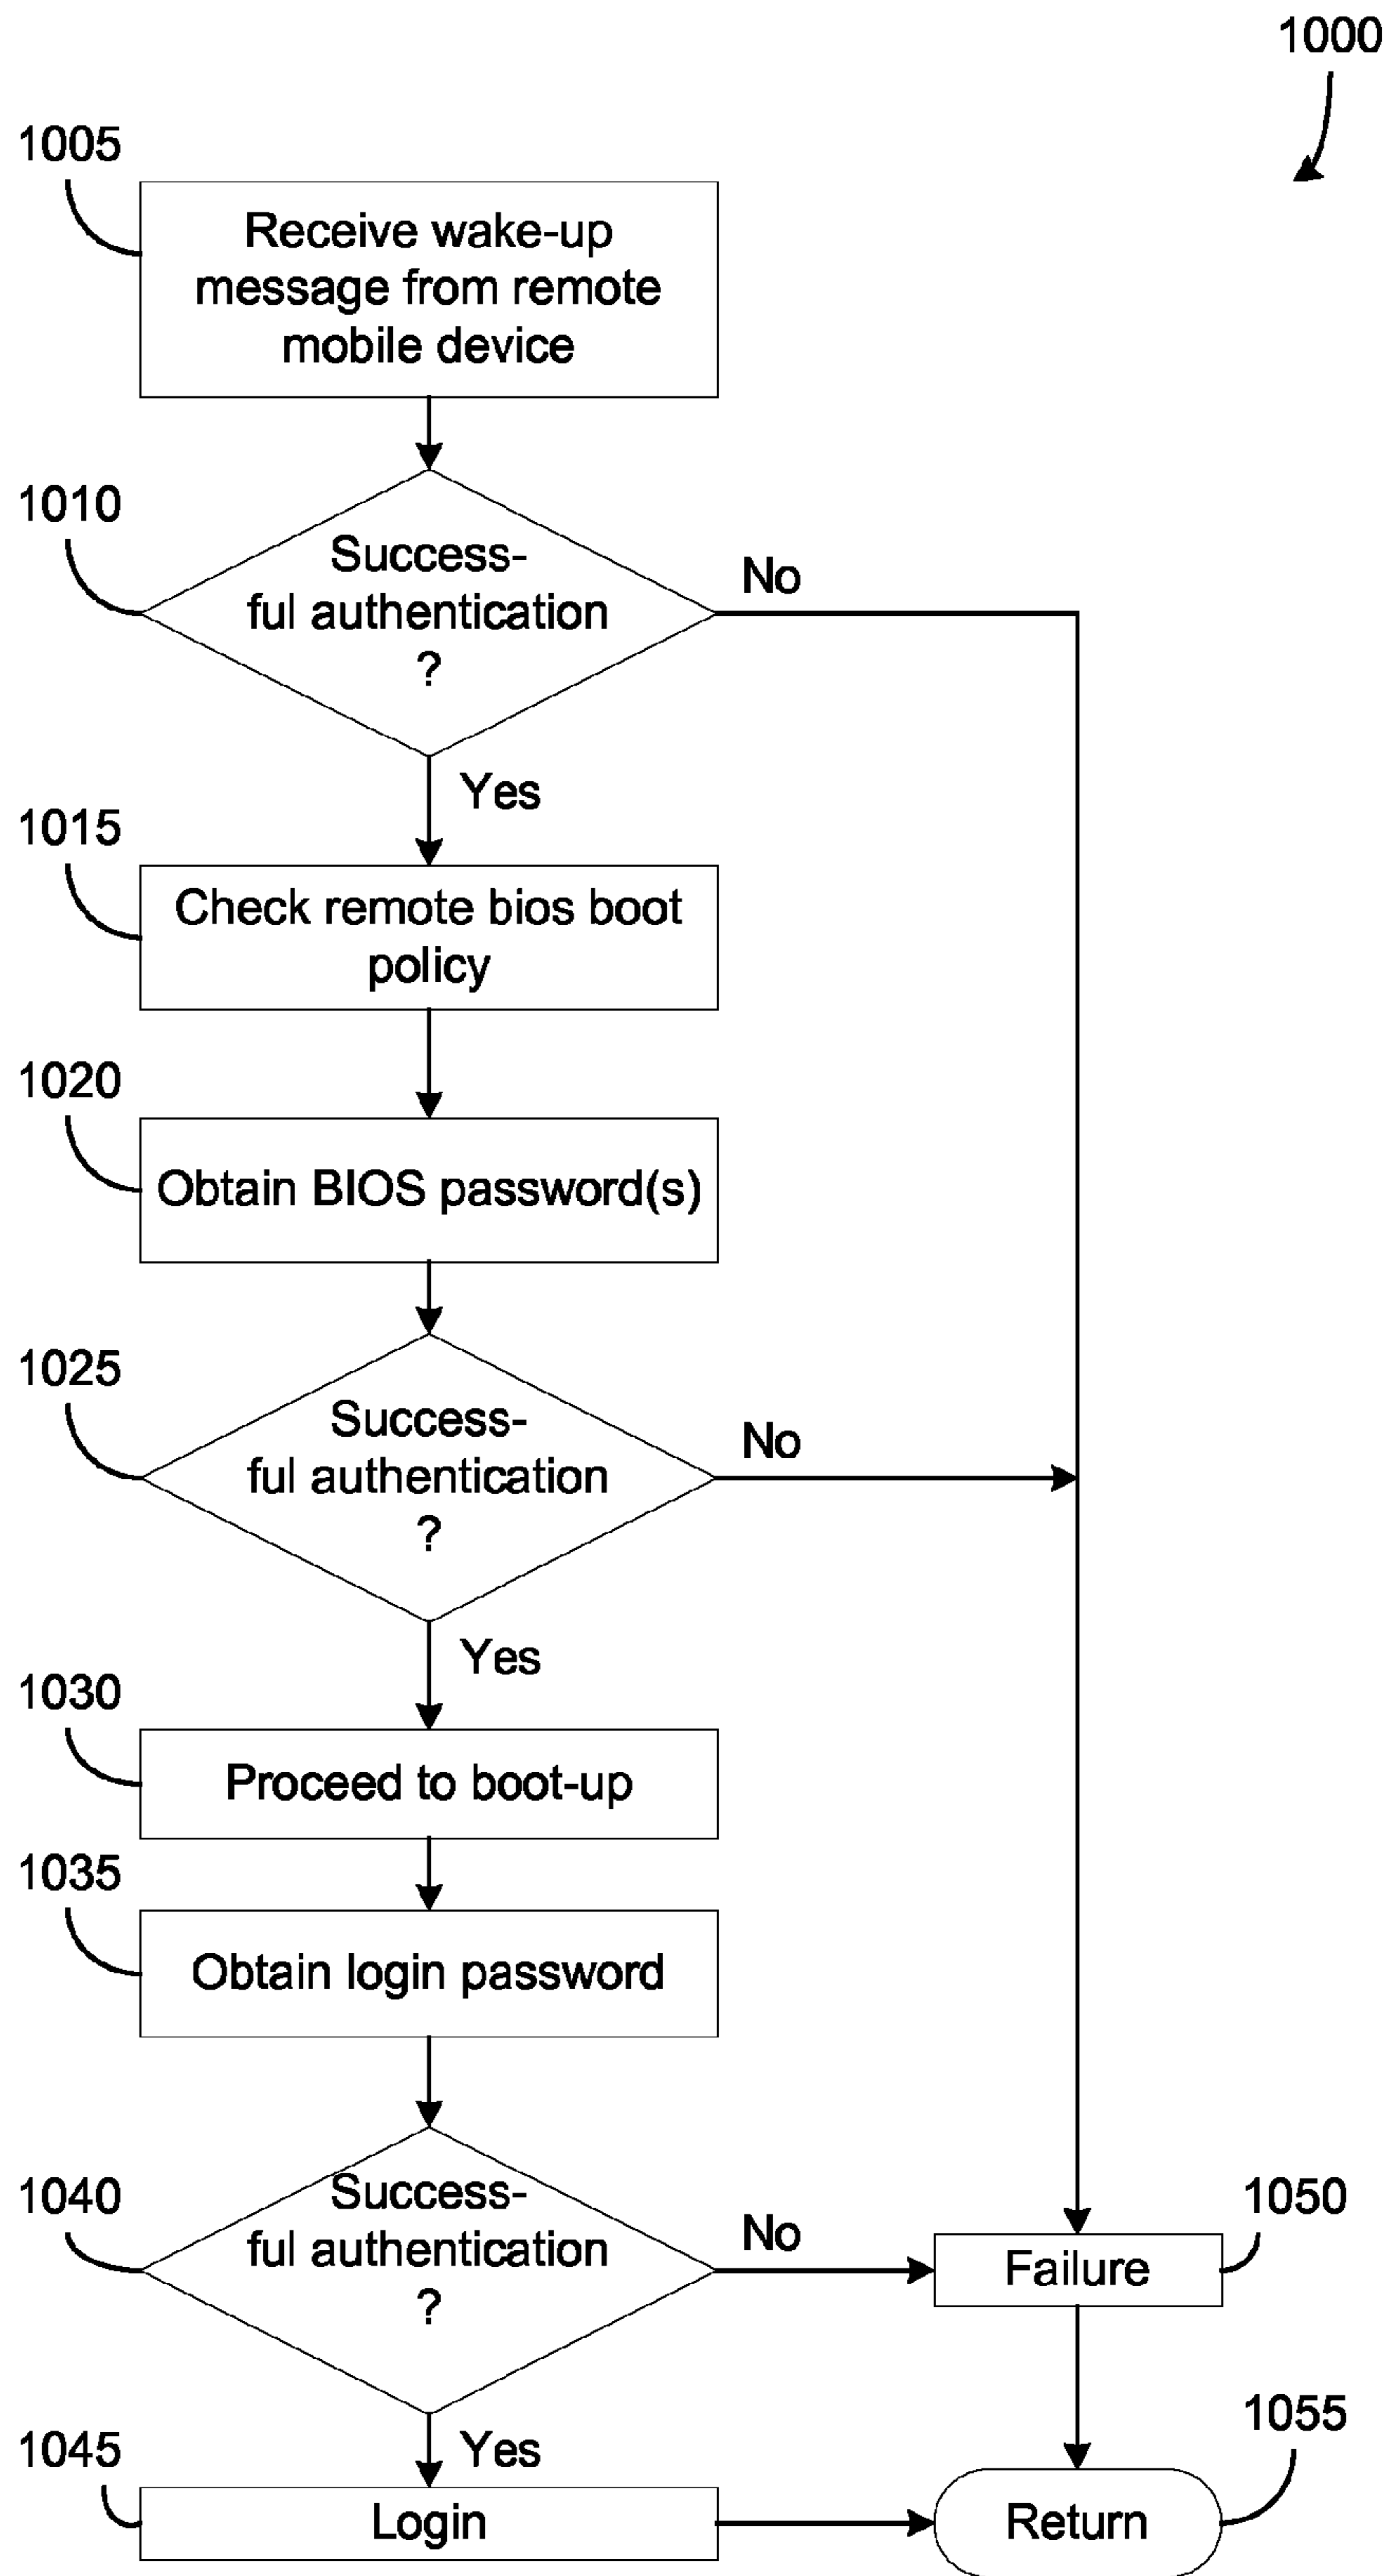 1000
1005
Receive wake-up
message from remote
mobile device
1010
Success-
ful authentication
?
No
Yes
1015
Check remote bios boot
policy
1020
Obtain BIOS password(s)
1025
Success-
ful authentication
?
No
Yes
1030
Proceed to boot-up
1035
Obtain login password
1040
Success-
ful authentication
?
No
1050
Failure
Yes
1045
Login
1055
Return